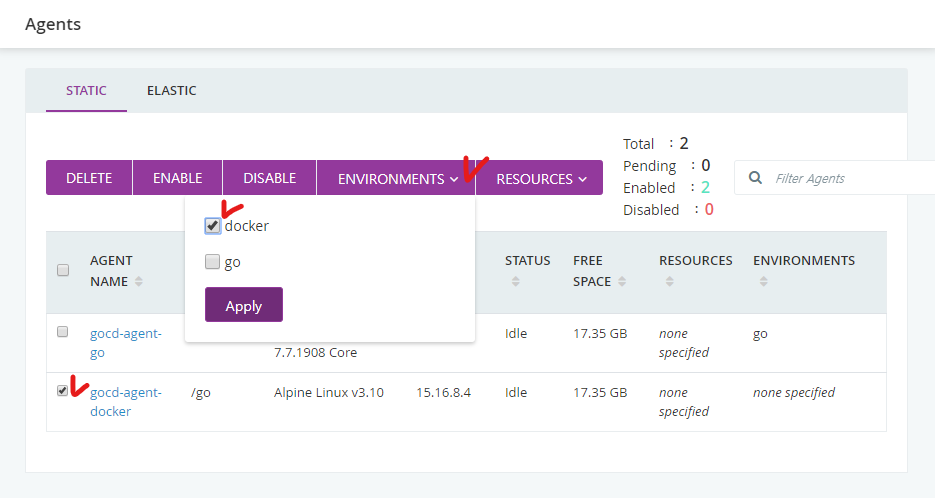 Agents
STATIC
ELASTIC
DELETE
ENABLE
DISABLE
ENVIRONMENTS
RESOURCES
Total : 2
Pending : 0
Enabled : 2
Disabled : 0
Filter Agents
docker
go
Apply
AGENT
NAME
STATUS
FREE
SPACE
RESOURCES
ENVIRONMENTS
gocd-agent-
go
7.7.1908 Core
Idle
17.35 GB
none
specified
go
gocd-agent-
docker
/go
Alpine Linux v3.10
15.16.8.4
Idle
17.35 GB
none
specified
none specified